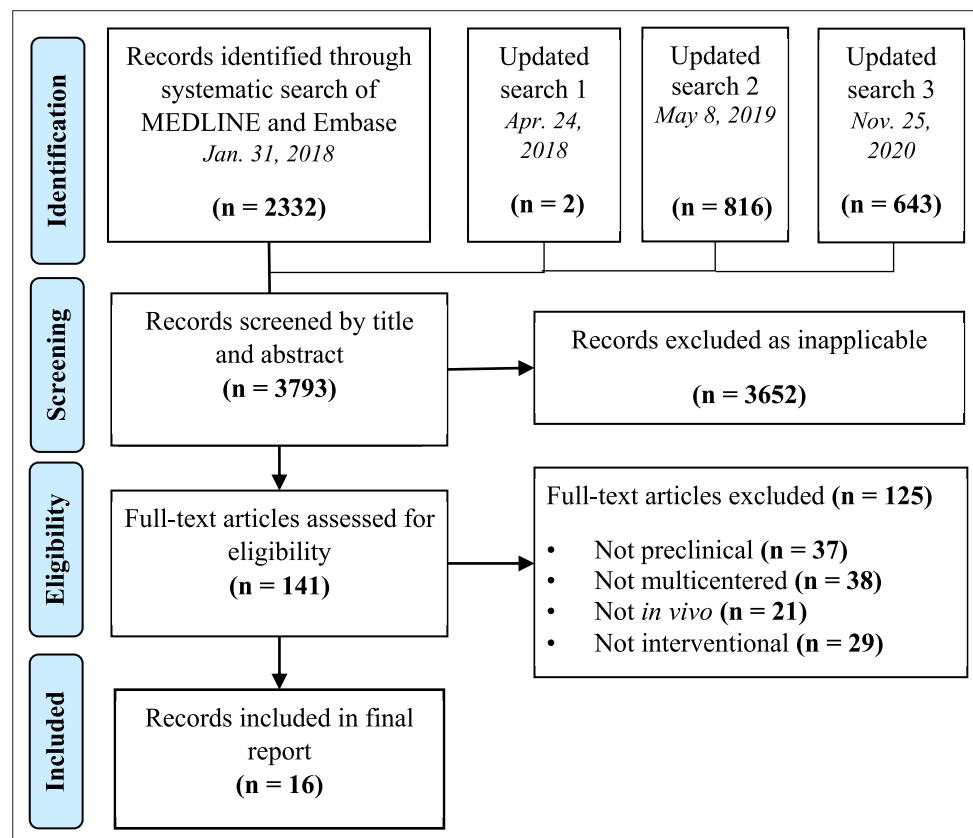 Identification
Records identified through
systematic search of
MEDLINE and Embase
Jan. 31, 2018
(n = 2332)
Updated
search 1
Apr. 24,
2018
(n = 2)
Updated
search 2
May 8, 2019
(n = 816)
Updated
search 3
Nov. 25,
2020
(n = 643)
Screening
Records screened by title
and abstract
(n = 3793)
Records excluded as inapplicable
(n = 3652)
Eligibility
Full-text articles assessed for
eligibility
(n = 141)
Full-text articles excluded (n = 125)
• Not preclinical (n = 37)
• Not multicentered (n = 38)
• Not in vivo (n = 21)
• Not interventional (n = 29)
Included
Records included in final
report
(n = 16)